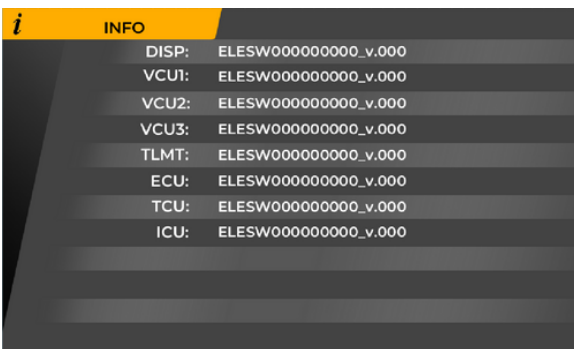 i INFO
DISP: ELESW000000000_v.000
VCU1: ELESW000000000_v.000
VCU2: ELESW000000000_v.000
VCU3: ELESW000000000_v.000
TLMT: ELESW000000000_v.000
ECU: ELESW000000000_v.000
TCU: ELESW000000000_v.000
ICU: ELESW000000000_v.000